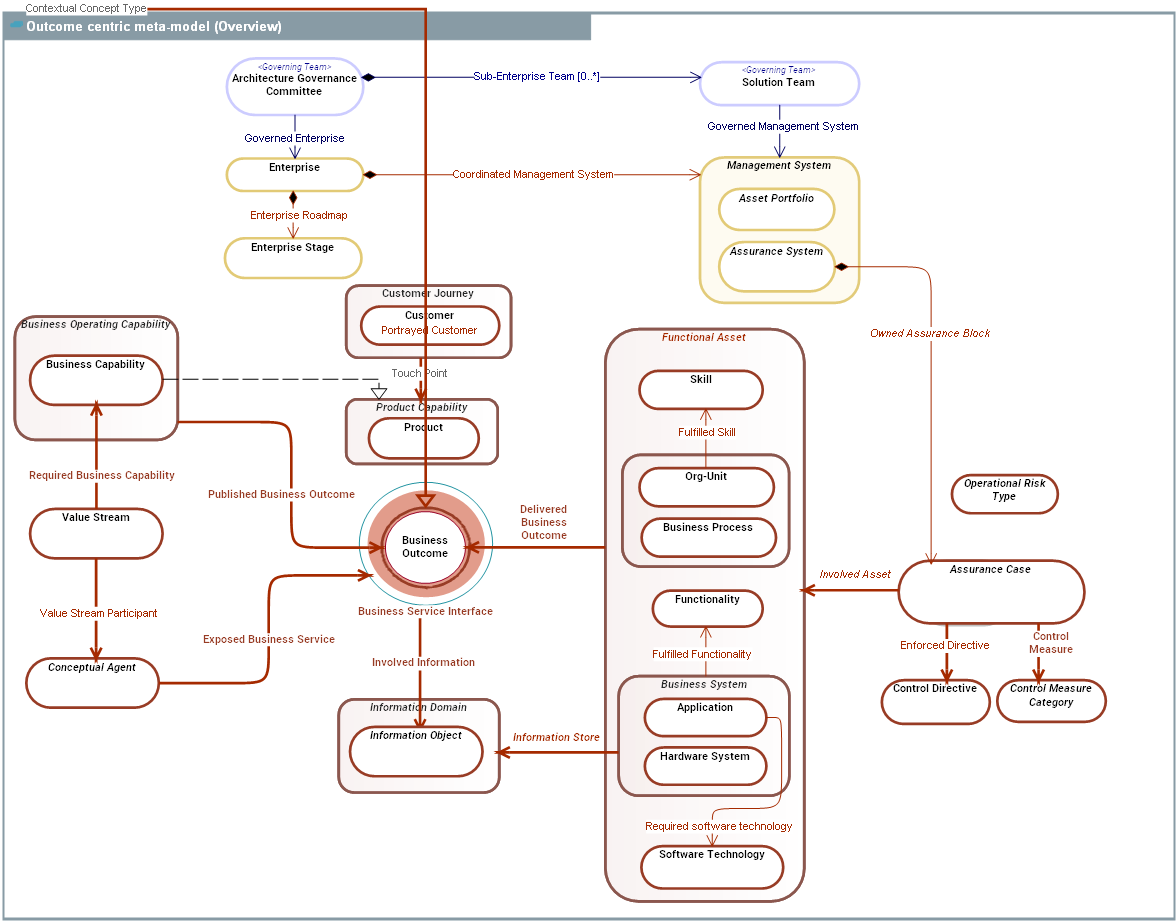 Contextual Concept Type
Outcome centric meta-model (Overview)
<Governing Team>
Architecture Governance
Committee
Sub-Enterprise Team [0..*]
<Governing Team>
Solution Team
Governed Enterprise
Governed Management System
Enterprise
Coordinated Management System
Management System
Asset Portfolio
Assurance System
Enterprise Roadmap
Enterprise Stage
Customer Journey
Customer
Portrayed Customer
Touch Point
Product Capability
Product
Business Operating Capability
Business Capability
Required Business Capability
Value Stream
Value Stream Participant
Conceptual Agent
Published Business Outcome
Exposed Business Service
Business
Outcome
Business Service Interface
Involved Information
Information Domain
Information Object
Delivered
Business
Outcome
Information Store
Functional Asset
Skill
Fulfilled Skill
Org-Unit
Business Process
Functionality
Fulfilled Functionality
Business System
Application
Hardware System
Required software technology
Software Technology
Owned Assurance Block
Operational Risk
Type
Assurance Case
Involved Asset
Enforced Directive
Control
Measure
Control Directive
Control Measure
Category